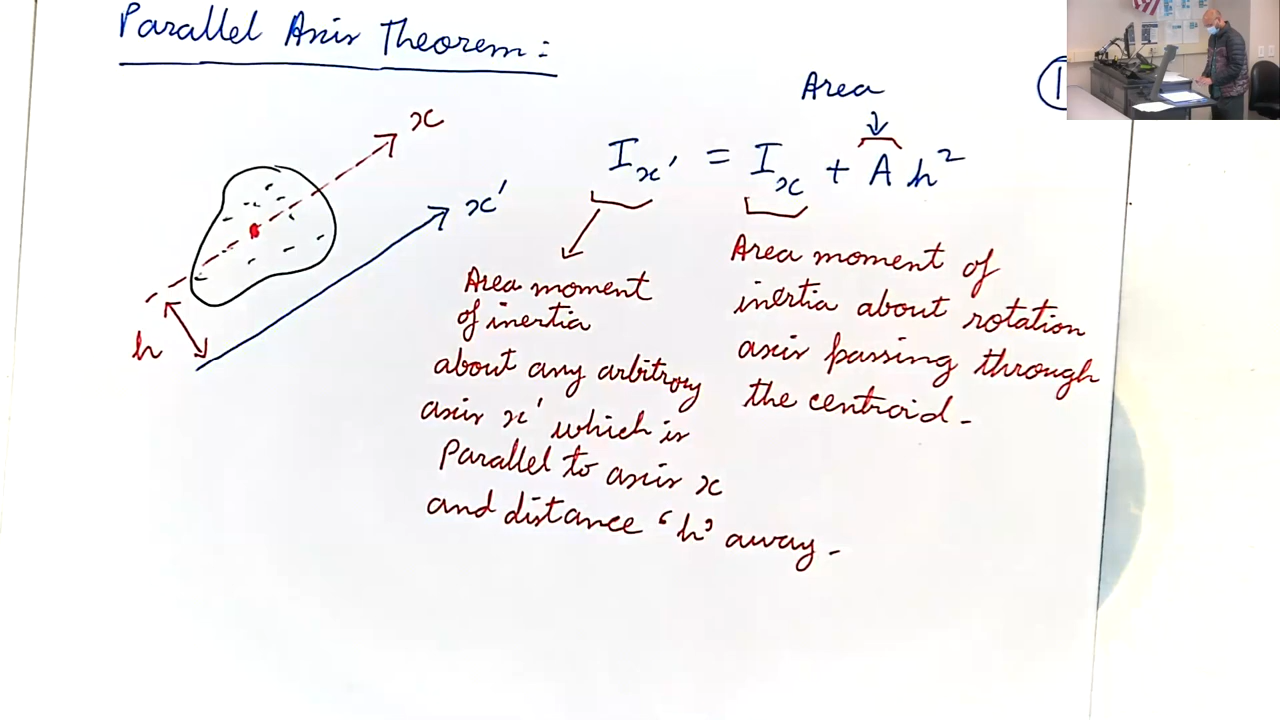 Parallel Axis Theorem:
1
Area
x
Ix' = Ix + A h²
x'
h
Area moment
of inertia
about any arbitrary
axis x' which is
Parallel to axis x
and distance 'h' away.
Area moment of
inertia about rotation
axis passing through
the centroid.